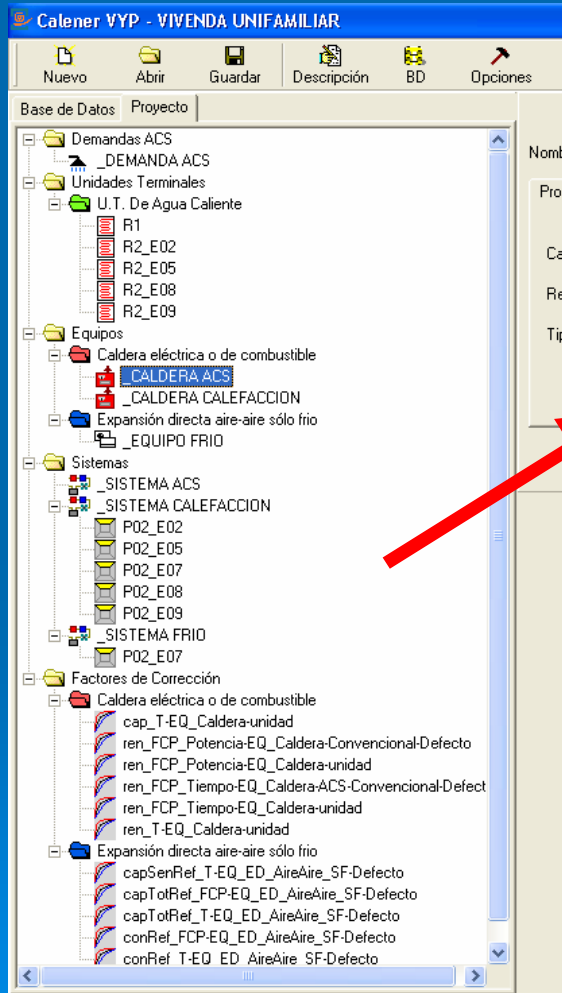 Calener VYP - VIVENDA UNIFAMILIAR
Nuevo Abrir Guardar Descripción BD Opciones
Base de Datos Proyecto
Demandas ACS
_DEMANDA ACS
Unidades Terminales
U.T. De Agua Caliente
R1
R2_E02
R2_E05
R2_E08
R2_E09
Equipos
Caldera eléctrica o de combustible
_CALDERA ACS
_CALDERA CALEFACCION
Expansión directa aire-aire sólo frio
_EQUIPO FRIO
Sistemas
_SISTEMA ACS
_SISTEMA CALEFACCION
P02_E02
P02_E05
P02_E07
P02_E08
P02_E09
_SISTEMA FRIO
P02_E07
Factores de Corrección
Caldera eléctrica o de combustible
cap_T-EQ_Caldera-unidad
ren_FCP_Potencia-EQ_Caldera-Convencional-Defecto
ren_FCP_Potencia-EQ_Caldera-unidad
ren_FCP_Tiempo-EQ_Caldera-ACS-Convencional-Defect
ren_FCP_Tiempo-EQ_Caldera-unidad
ren_T-EQ_Caldera-unidad
Expansión directa aire-aire sólo frio
capSenRef_T-EQ_ED_AireAire_SF-Defecto
capTotRef_FCP-EQ_ED_AireAire_SF-Defecto
capTotRef_T-EQ_ED_AireAire_SF-Defecto
conRef_FCP-EQ_ED_AireAire_SF-Defecto
conRef_T-EQ_ED_AireAire_SF-Defecto
Nomb
Pro
Ca
Re
Tip